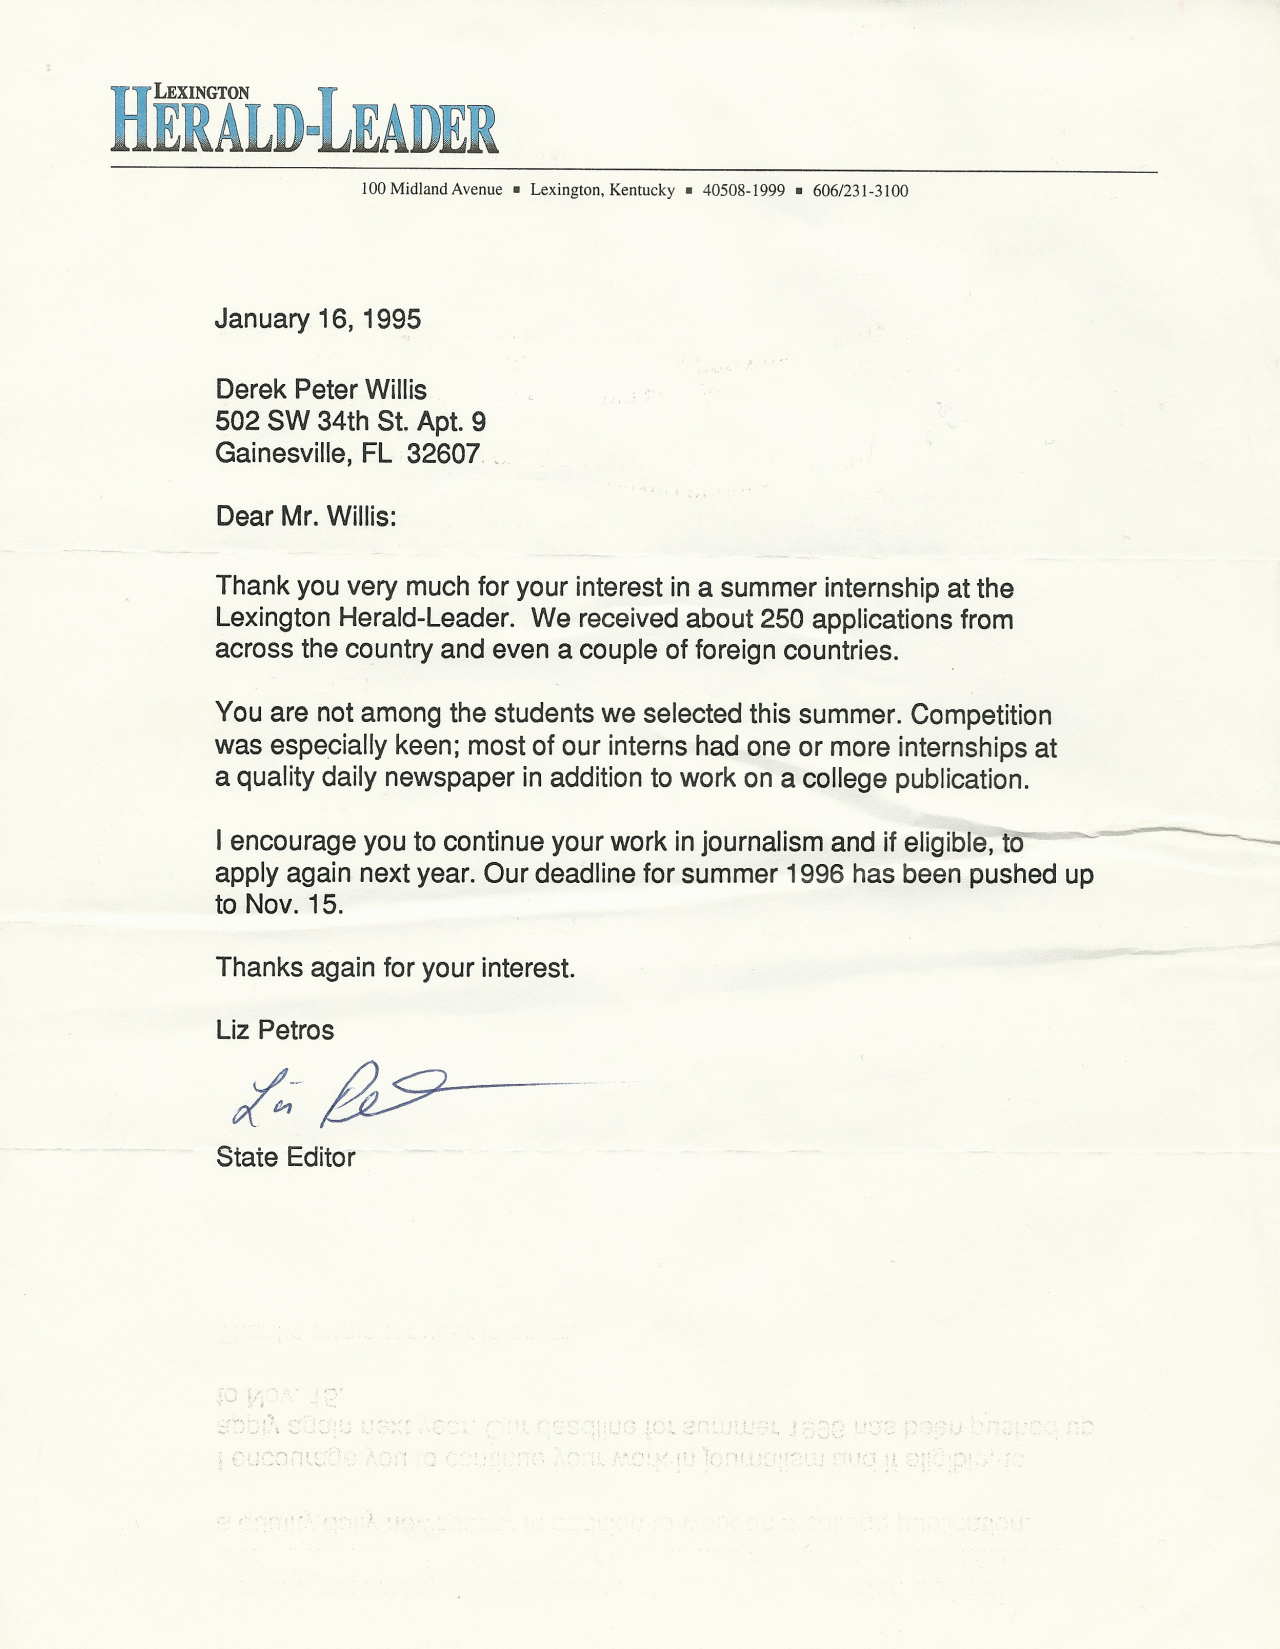 LEXINGTON
HERALD-LEADER
100 Midland Avenue ▪ Lexington, Kentucky ▪ 40508-1999 ▪ 606/231-3100
January 16, 1995
Derek Peter Willis
502 SW 34th St. Apt. 9
Gainesville, FL  32607
Dear Mr. Willis:
Thank you very much for your interest in a summer internship at the
Lexington Herald-Leader.  We received about 250 applications from
across the country and even a couple of foreign countries.
You are not among the students we selected this summer. Competition
was especially keen; most of our interns had one or more internships at
a quality daily newspaper in addition to work on a college publication.
I encourage you to continue your work in journalism and if eligible, to
apply again next year. Our deadline for summer 1996 has been pushed up
to Nov. 15.
Thanks again for your interest.
Liz Petros
State Editor